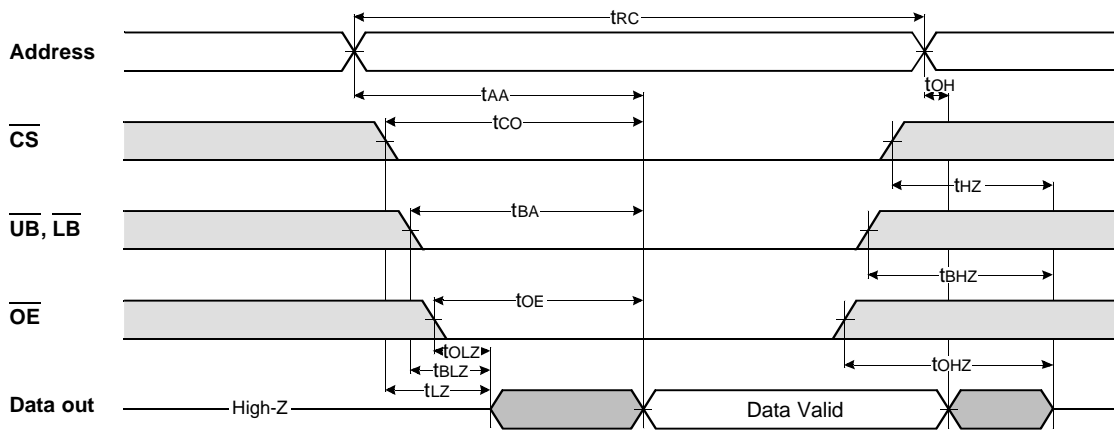 tRC
Address
tOH
tAA
CS
tCO
tHZ
UB, LB
tBA
tBHZ
OE
tOE
tOLZ
tBLZ
tOHZ
tLZ
Data out
High-Z
Data Valid